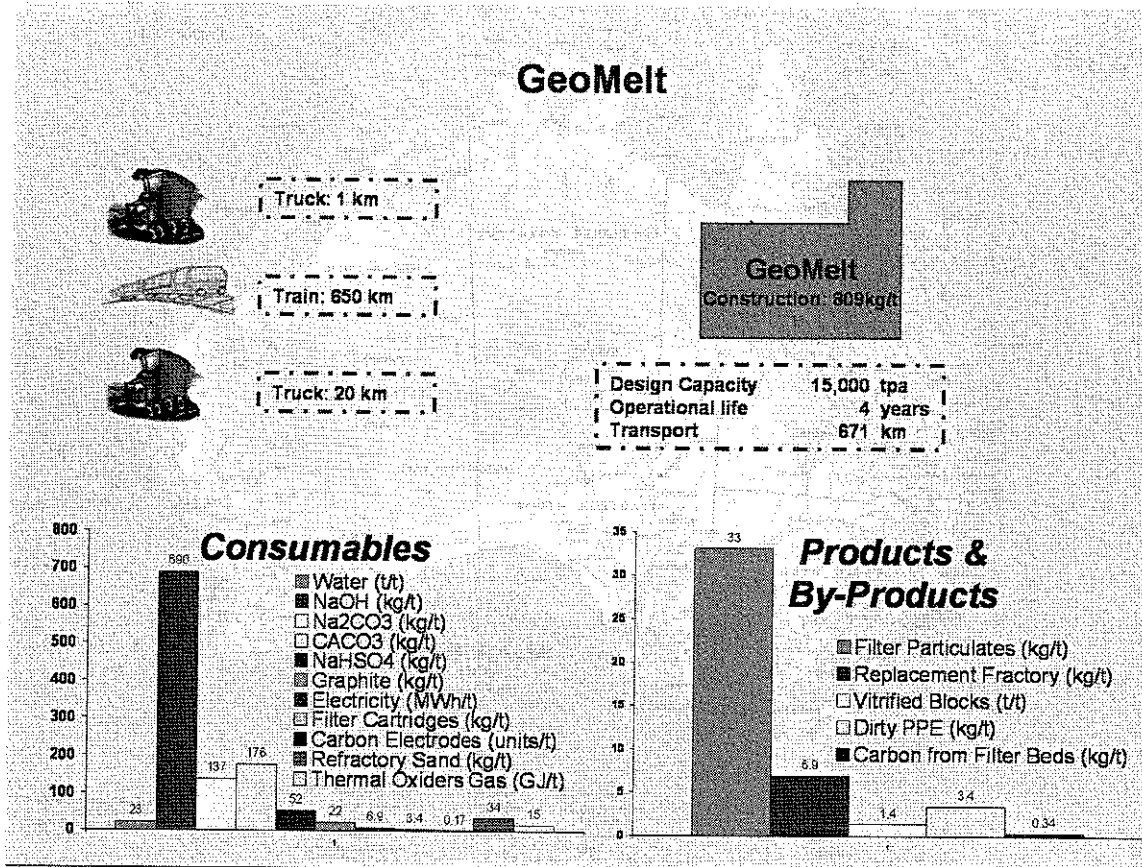 GeoMelt
Truck: 1 km
Train: 650 km
Truck: 20 km
GeoMelt
Construction: 809kg/t
Design Capacity 15,000 tpa
Operational life 4 years
Transport 671 km
Consumables
800
700
600
500
400
300
200
100
0
690
137
176
52
22
6.9
3.4
0.17
34
15
1
Water (t/t)
NaOH (kg/t)
Na2CO3 (kg/t)
CACO3 (kg/t)
NaHSO4 (kg/t)
Graphite (kg/t)
Electricity (MWh/t)
Filter Cartridges (kg/t)
Carbon Electrodes (units/t)
Refractory Sand (kg/t)
Thermal Oxiders Gas (GJ/t)
Products &
By-Products
35
30
25
20
15
10
5
0
33
6.9
1.4
3.4
0.34
Filter Particulates (kg/t)
Replacement Fractory (kg/t)
Vitrified Blocks (t/t)
Dirty PPE (kg/t)
Carbon from Filter Beds (kg/t)